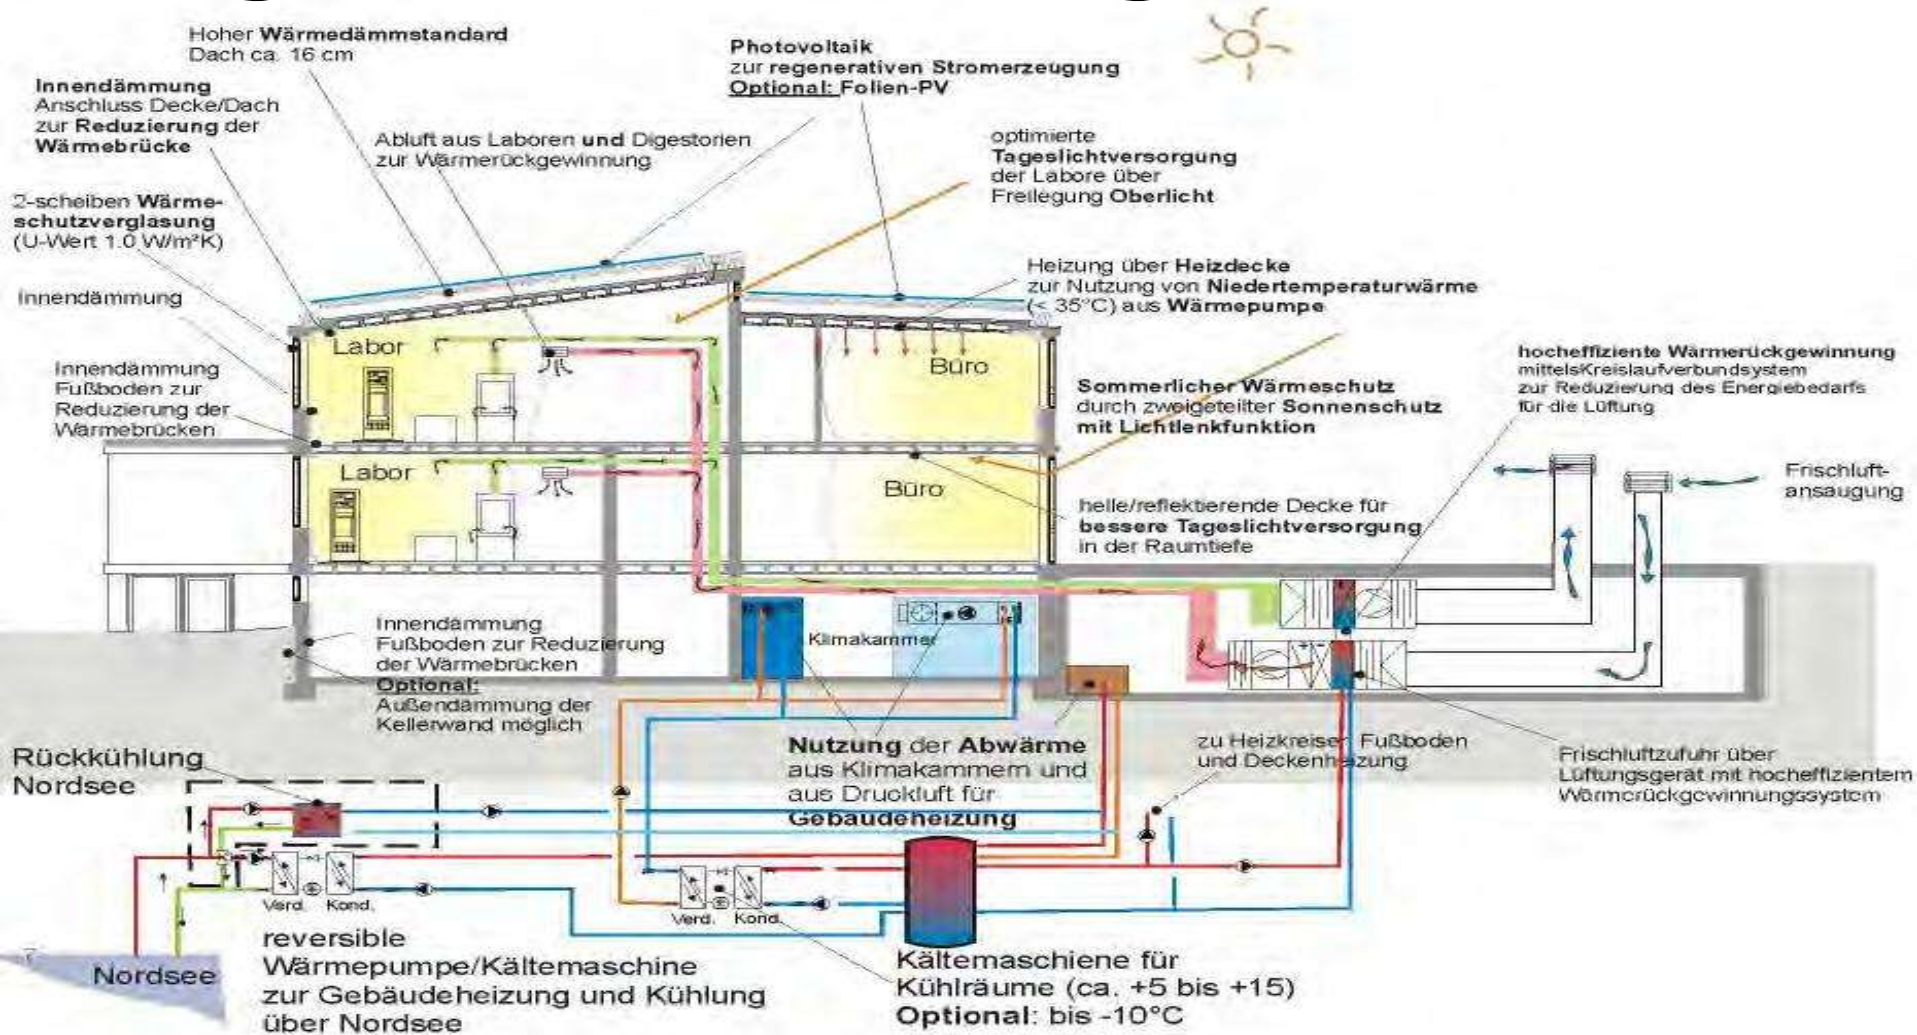 Hoher Wärmedämmstandard
Dach ca. 16 cm
Innendämmung
Anschluss Decke/Dach
zur Reduzierung der
Wärmebrücke
Photovoltaik
zur regenerativen Stromerzeugung
Optional: Folien-PV
Abluft aus Laboren und Digestorien
zur Wärmerückgewinnung
optimierte
Tageslichtversorgung
der Labore über
Freilegung Oberlicht
2-scheiben Wärme-
schutzverglasung
(U-Wert 1.0 W/m²K)
Innendämmung
Heizung über Heizdecke
zur Nutzung von Niedertemperaturwärme
(< 35°C) aus Wärmepumpe
Labor
Büro
Innendämmung
Fußboden zur
Reduzierung der
Wärmebrücken
Sommerlicher Wärmeschutz
durch zweigeteilter Sonnenschutz
mit Lichtlenkfunktion
hocheffiziente Wärmerückgewinnung
mittelsKreislaufverbundsystem
zur Reduzierung des Energiebedarfs
für die Lüftung
Labor
Büro
Frischluft-
ansaugung
helle/reflektierende Decke für
bessere Tageslichtversorgung
in der Raumtiefe
Innendämmung
Fußboden zur Reduzierung
der Wärmebrücken
Optional:
Außendämmung der
Kellerwand möglich
Klimakammer
Rückkühlung
Nordsee
Nutzung der Abwärme
aus Klimakammern und
aus Druckluft für
Gebäudeheizung
zu Heizkreisen Fußboden
und Deckenheizung
Frischluftzufuhr über
Lüftungsgerät mit hocheffizientem
Wärmerückgewinnungssystem
Verd. Kond.
Verd. Kond.
Nordsee
reversible
Wärmepumpe/Kältemaschine
zur Gebäudeheizung und Kühlung
über Nordsee
Kältemaschiene für
Kühlräume (ca. +5 bis +15)
Optional: bis -10°C